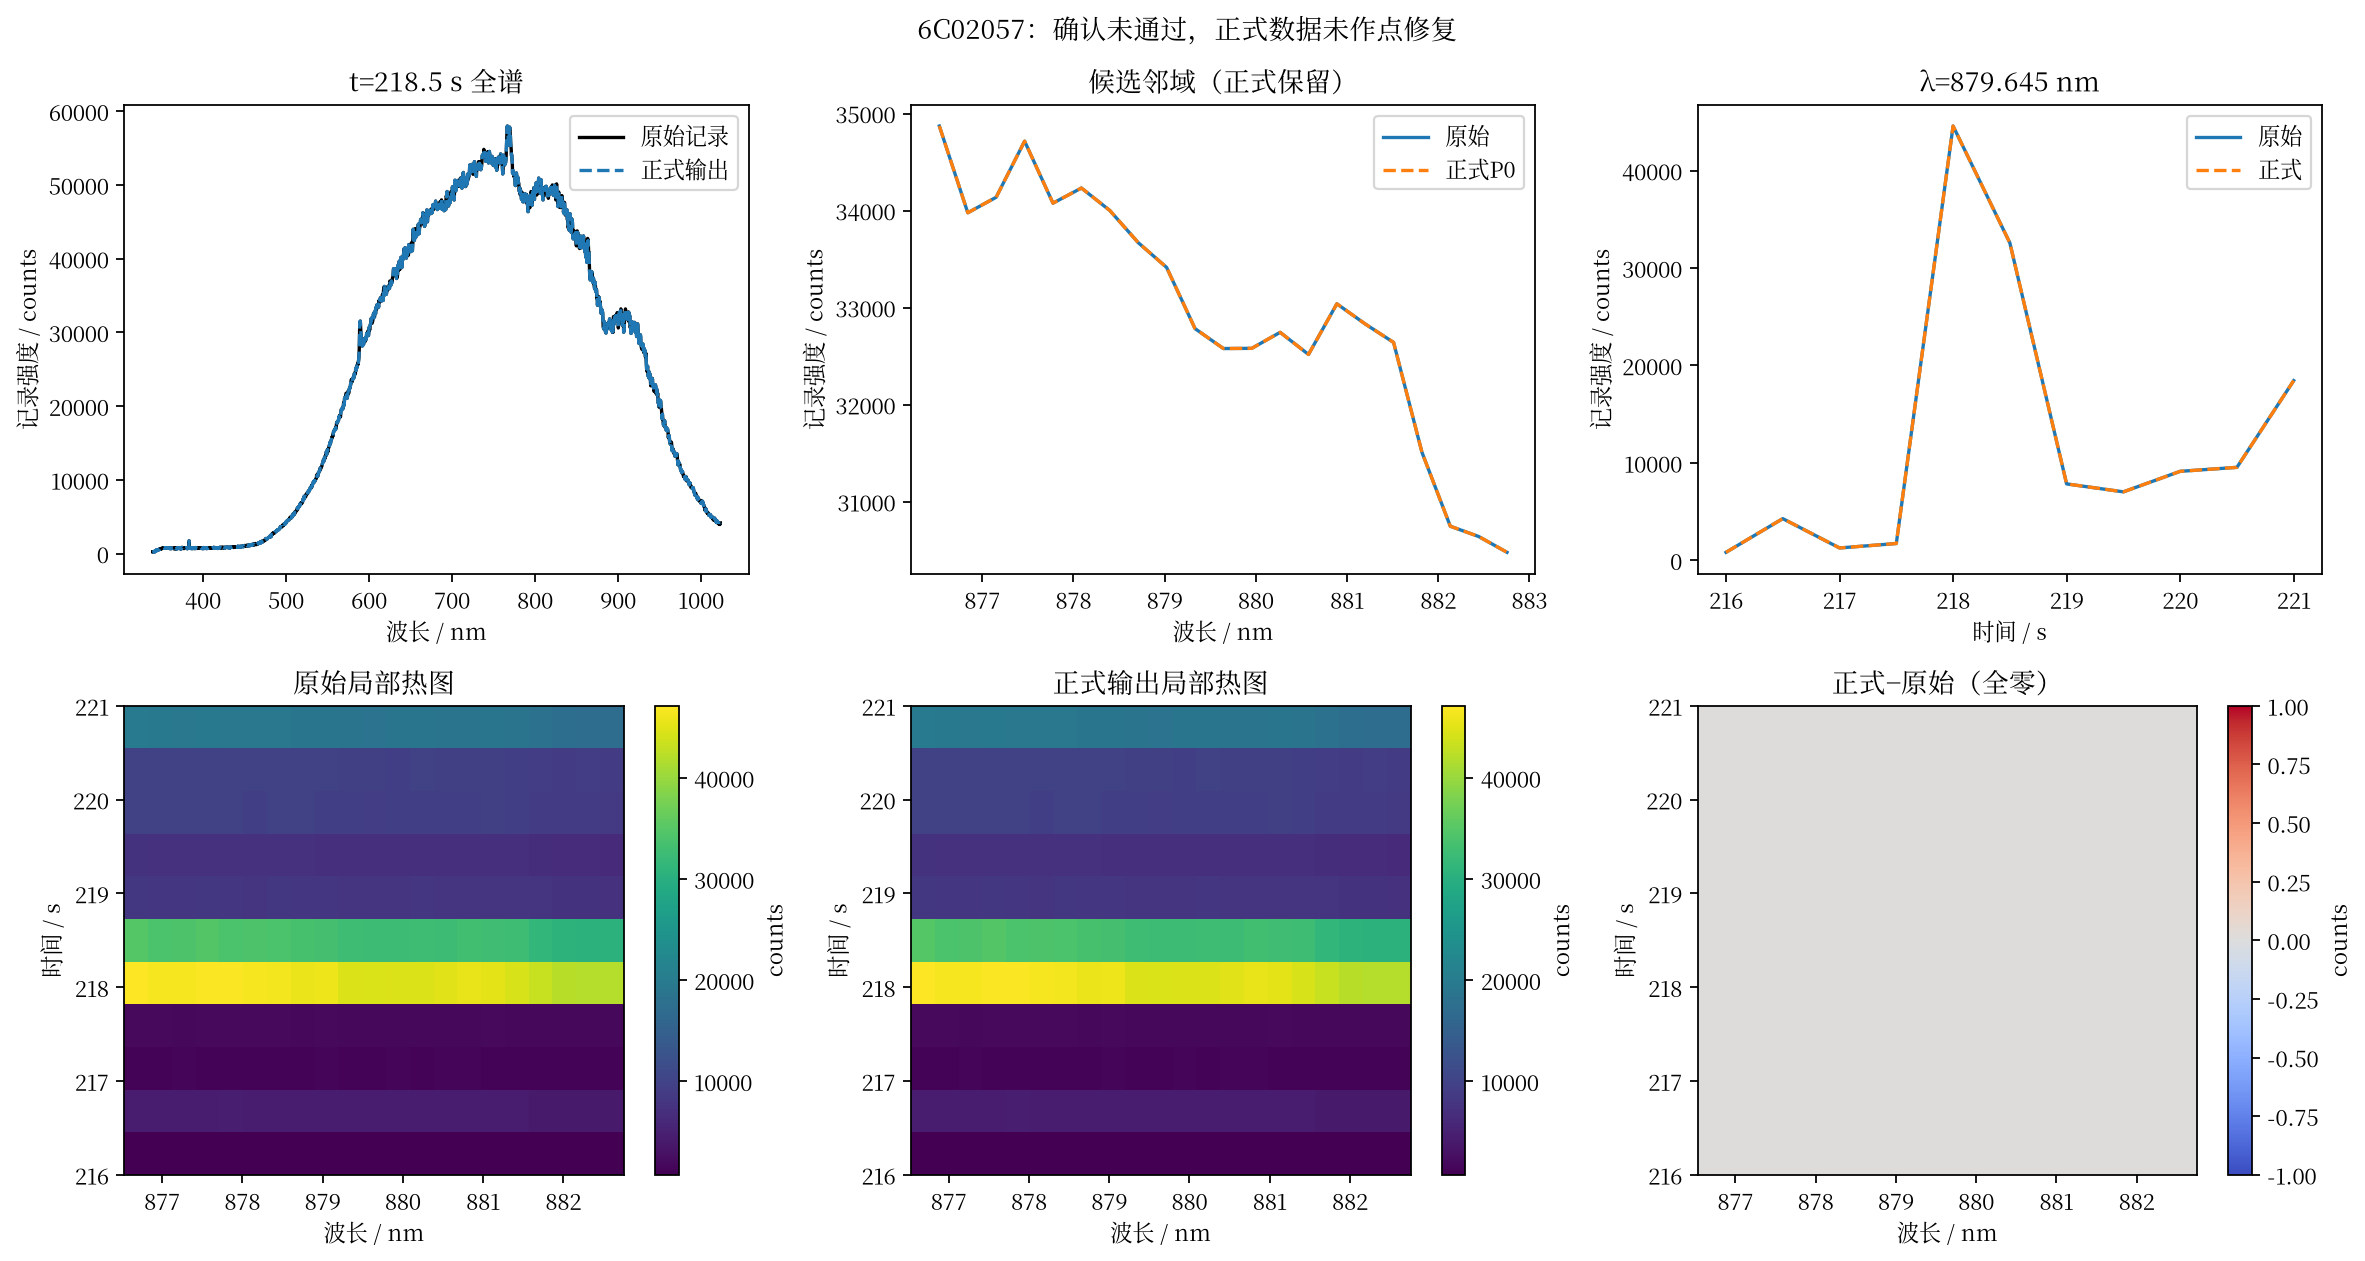 6C02057：确认未通过，正式数据未作点修复
t=218.5 s 全谱
60000
50000
40000
30000
20000
10000
0
记录强度 / counts
原始记录
正式输出
400 500 600 700 800 900 1000
波长 / nm
候选邻域（正式保留）
35000
34000
33000
32000
31000
记录强度 / counts
原始
正式P0
877 878 879 880 881 882 883
波长 / nm
λ=879.645 nm
40000
30000
20000
10000
0
记录强度 / counts
原始
正式
216 217 218 219 220 221
时间 / s
原始局部热图
221
220
219
218
217
216
时间 / s
877 878 879 880 881 882
波长 / nm
40000
30000
20000
10000
counts
正式输出局部热图
221
220
219
218
217
216
时间 / s
877 878 879 880 881 882
波长 / nm
40000
30000
20000
10000
counts
正式−原始（全零）
221
220
219
218
217
216
时间 / s
877 878 879 880 881 882
波长 / nm
1.00
0.75
0.50
0.25
0.00
-0.25
-0.50
-0.75
-1.00
counts